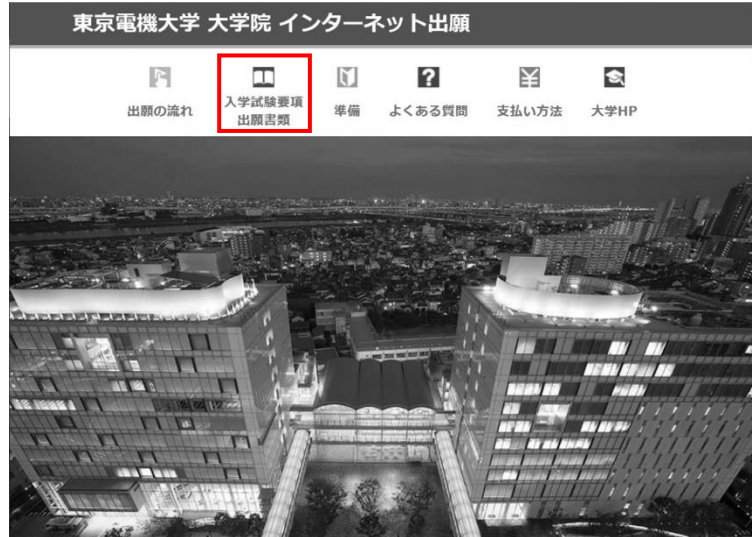 東京電機大学 大学院 インターネット出願
出願の流れ
入学試験要項
出願書類
準備
よくある質問
支払い方法
大学HP